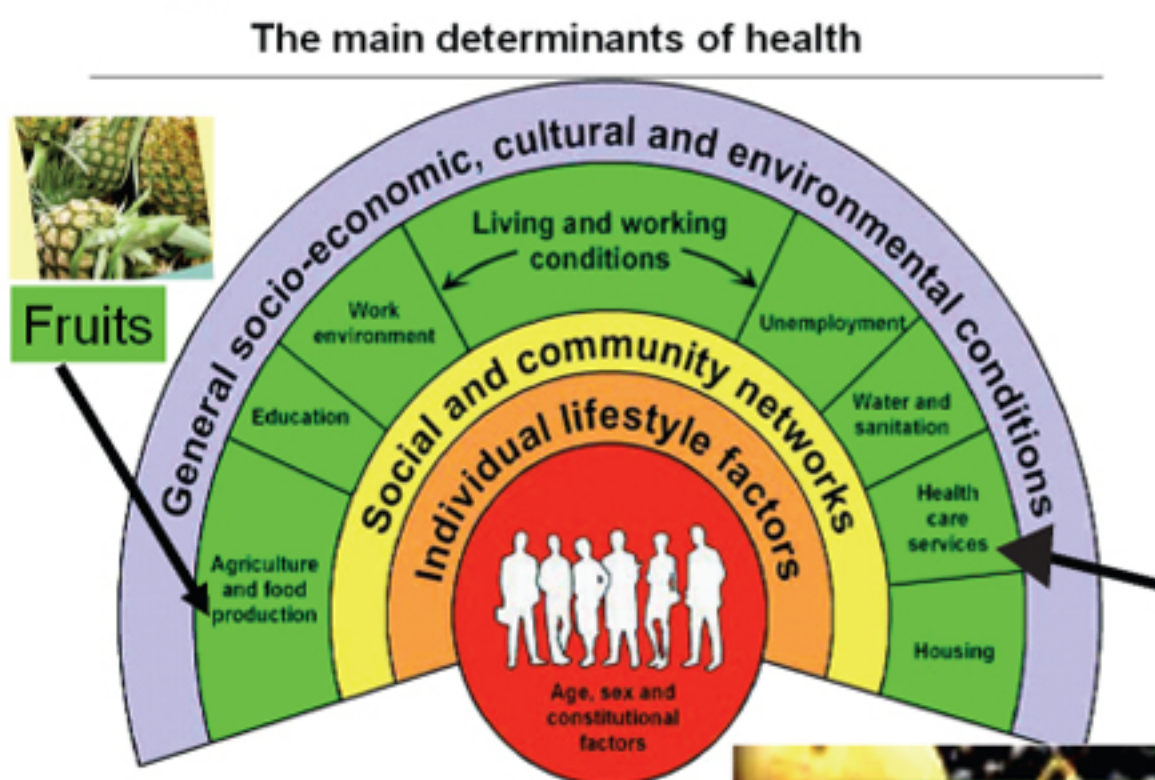 The main determinants of health
General socio-economic, cultural and environmental conditions
Living and working
conditions
Fruits
Work
environment
Unemployment
Education
Water and
sanitation
Social and community networks
Individual lifestyle factors
Health
care
services
Agriculture
and food
production
Housing
Age, sex and
constitutional
factors